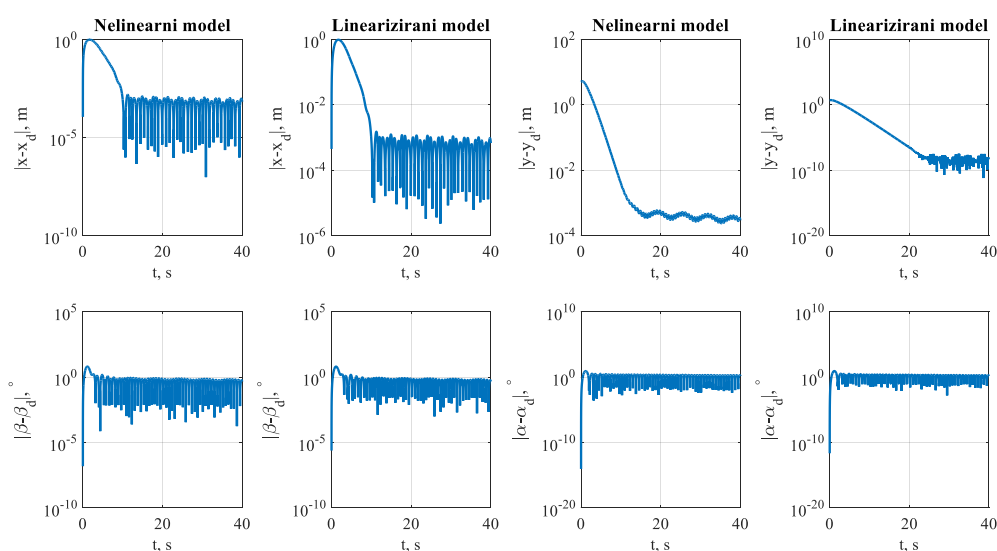 Nelinearni model
Linearizirani model
Nelinearni model
Linearizirani model
|x-x_d|, m
10^0
10^-5
10^-10
0 20 40
t, s
|x-x_d|, m
10^0
10^-2
10^-4
10^-6
0 20 40
t, s
|y-y_d|, m
10^2
10^0
10^-2
10^-4
0 20 40
t, s
|y-y_d|, m
10^10
10^0
10^-10
10^-20
0 20 40
t, s
|β-β_d|,°
10^5
10^0
10^-5
10^-10
0 20 40
t, s
|β-β_d|,°
10^5
10^0
10^-5
10^-10
0 20 40
t, s
|α-α_d|,°
10^10
10^0
10^-10
10^-20
0 20 40
t, s
|α-α_d|,°
10^10
10^0
10^-10
10^-20
0 20 40
t, s